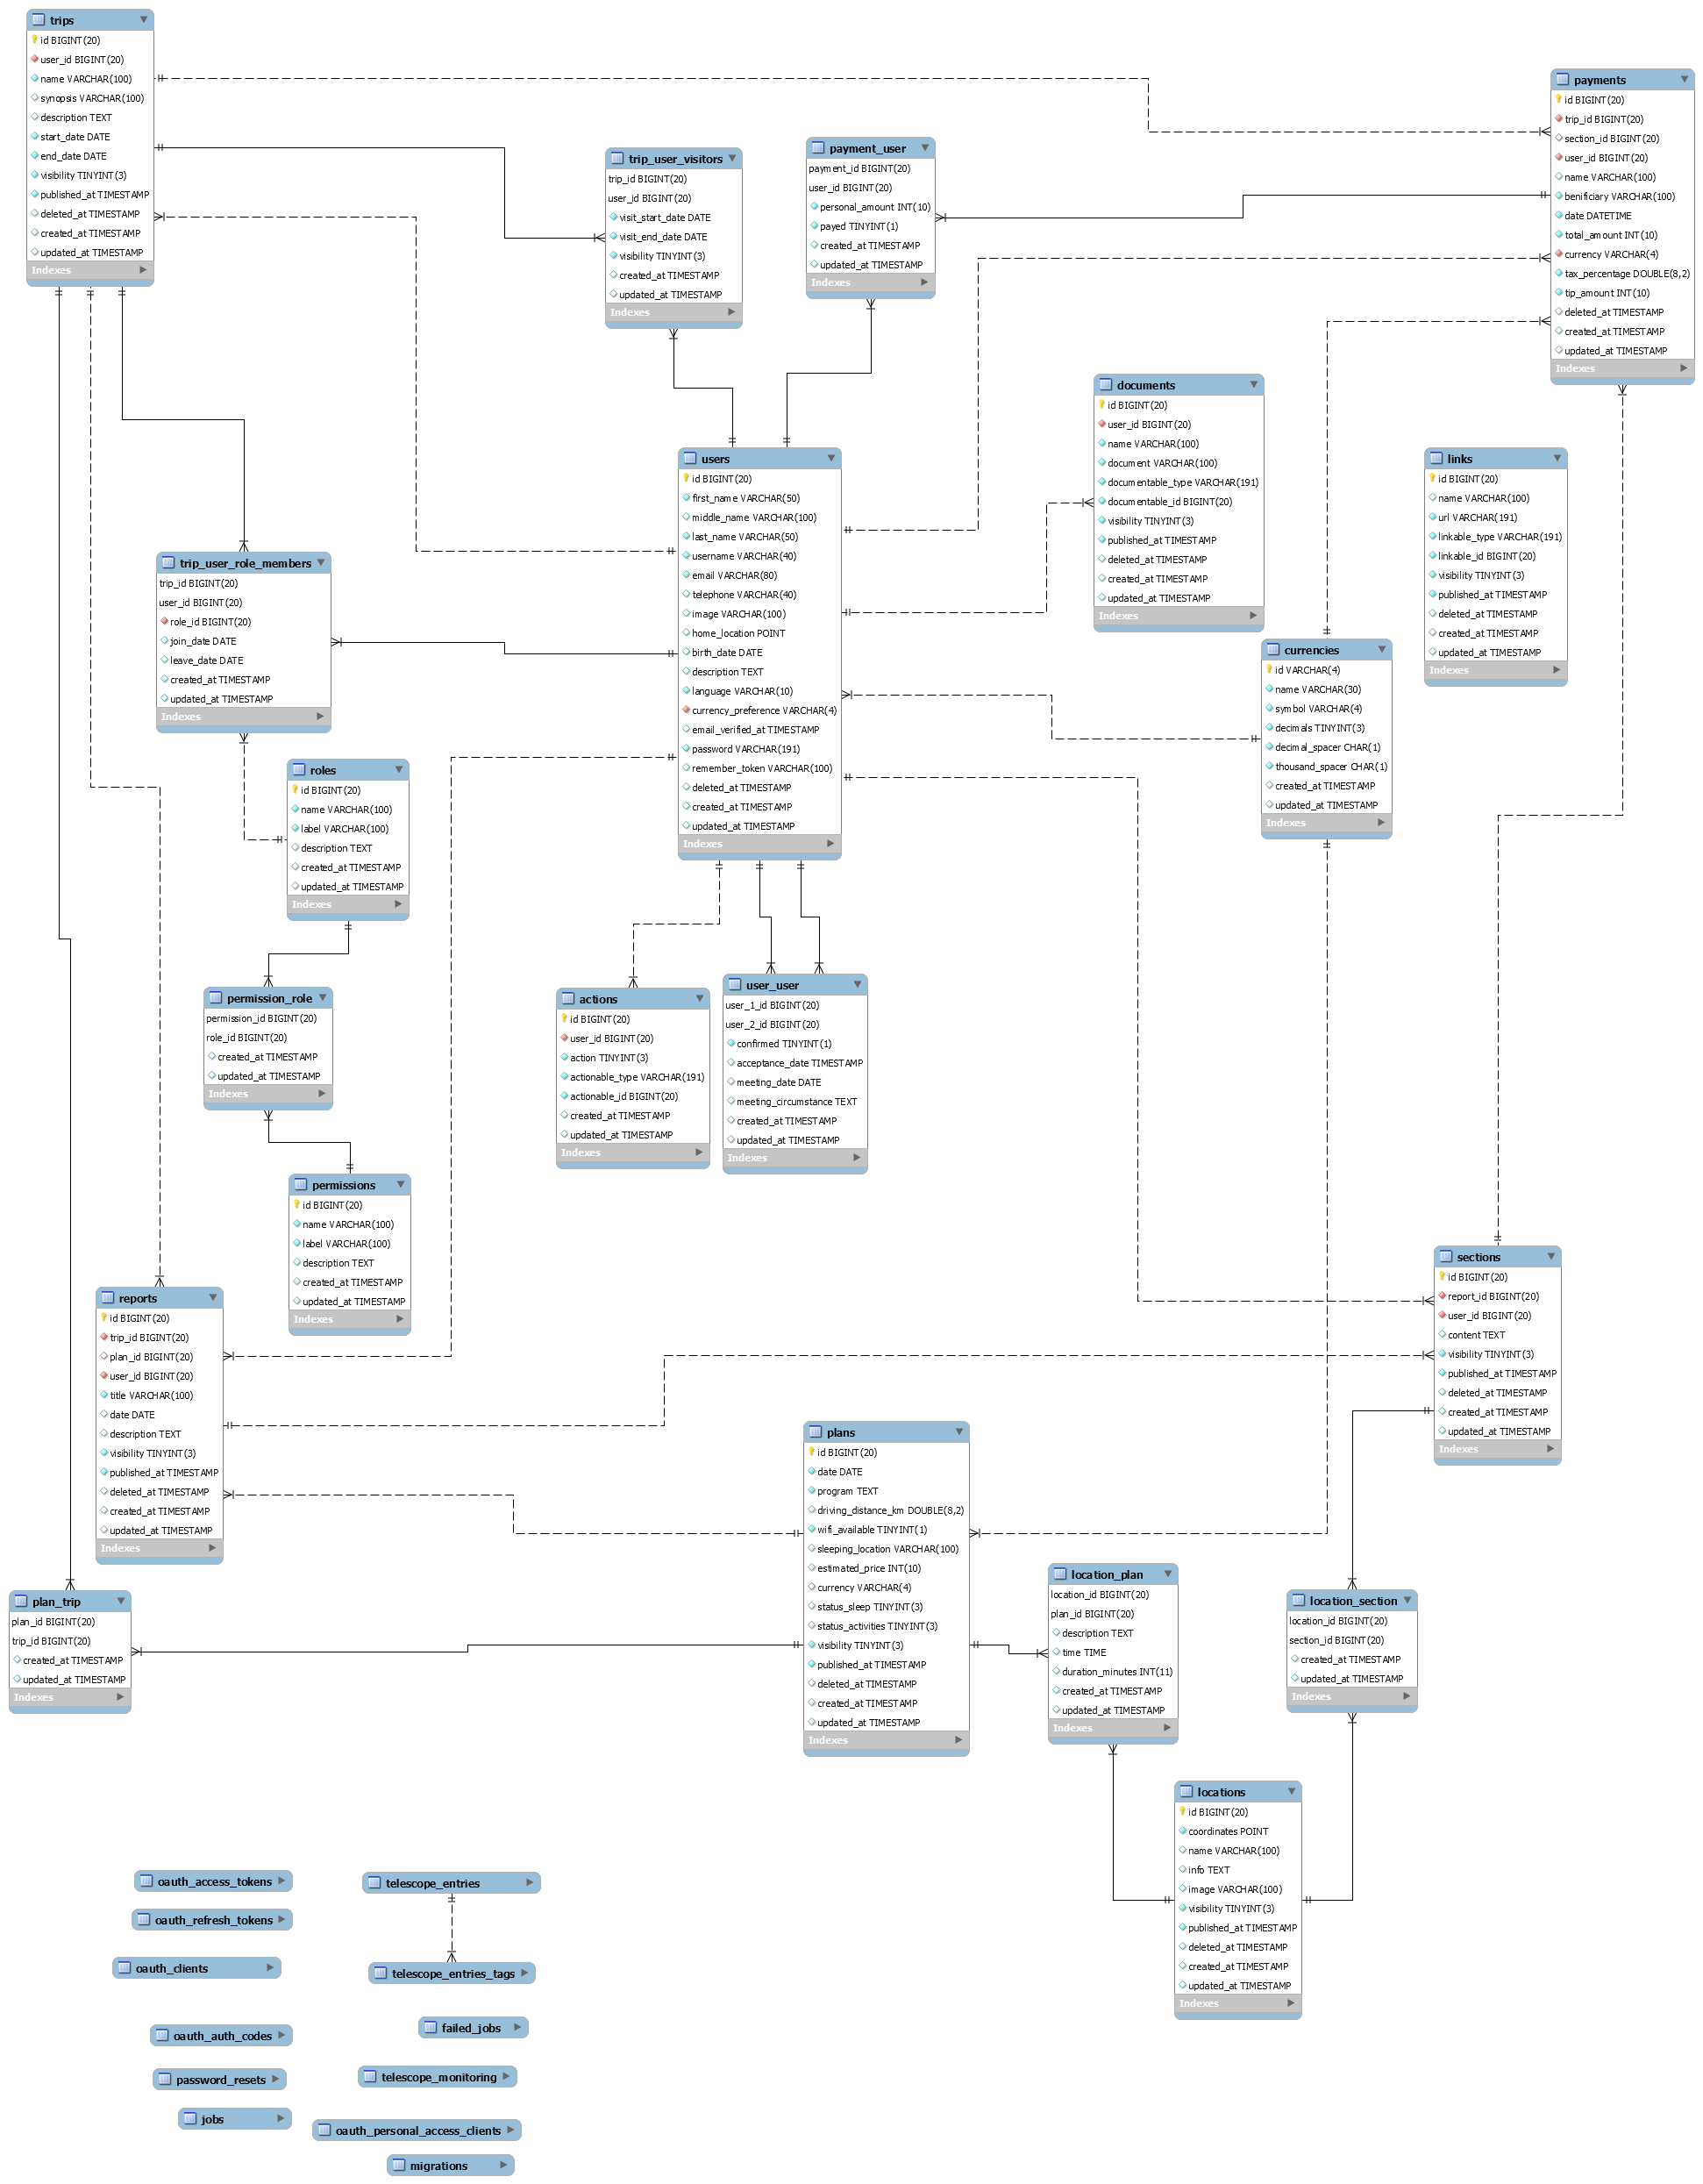 trips
id BIGINT(20)
user_id BIGINT(20)
name VARCHAR(100)
synopsis VARCHAR(100)
description TEXT
start_date DATE
end_date DATE
visibility TINYINT(3)
published_at TIMESTAMP
deleted_at TIMESTAMP
created_at TIMESTAMP
updated_at TIMESTAMP
Indexes
payments
id BIGINT(20)
trip_id BIGINT(20)
section_id BIGINT(20)
user_id BIGINT(20)
name VARCHAR(100)
benificiary VARCHAR(100)
date DATETIME
total_amount INT(10)
currency VARCHAR(4)
tax_percentage DOUBLE(8,2)
tip_amount INT(10)
deleted_at TIMESTAMP
created_at TIMESTAMP
updated_at TIMESTAMP
Indexes
trip_user_visitors
trip_id BIGINT(20)
user_id BIGINT(20)
visit_start_date DATE
visit_end_date DATE
visibility TINYINT(3)
created_at TIMESTAMP
updated_at TIMESTAMP
Indexes
payment_user
payment_id BIGINT(20)
user_id BIGINT(20)
personal_amount INT(10)
payed TINYINT(1)
created_at TIMESTAMP
updated_at TIMESTAMP
Indexes
documents
id BIGINT(20)
user_id BIGINT(20)
name VARCHAR(100)
document VARCHAR(100)
documentable_type VARCHAR(191)
documentable_id BIGINT(20)
visibility TINYINT(3)
published_at TIMESTAMP
deleted_at TIMESTAMP
created_at TIMESTAMP
updated_at TIMESTAMP
Indexes
users
id BIGINT(20)
first_name VARCHAR(50)
middle_name VARCHAR(100)
last_name VARCHAR(50)
username VARCHAR(40)
email VARCHAR(80)
telephone VARCHAR(40)
image VARCHAR(100)
home_location POINT
birth_date DATE
description TEXT
language VARCHAR(10)
currency_preference VARCHAR(4)
email_verified_at TIMESTAMP
password VARCHAR(191)
remember_token VARCHAR(100)
deleted_at TIMESTAMP
created_at TIMESTAMP
updated_at TIMESTAMP
Indexes
links
id BIGINT(20)
name VARCHAR(100)
url VARCHAR(191)
linkable_type VARCHAR(191)
linkable_id BIGINT(20)
visibility TINYINT(3)
published_at TIMESTAMP
deleted_at TIMESTAMP
created_at TIMESTAMP
updated_at TIMESTAMP
Indexes
trip_user_role_members
trip_id BIGINT(20)
user_id BIGINT(20)
role_id BIGINT(20)
join_date DATE
leave_date DATE
created_at TIMESTAMP
updated_at TIMESTAMP
Indexes
currencies
id VARCHAR(4)
name VARCHAR(30)
symbol VARCHAR(4)
decimals TINYINT(3)
decimal_spacer CHAR(1)
thousand_spacer CHAR(1)
created_at TIMESTAMP
updated_at TIMESTAMP
Indexes
roles
id BIGINT(20)
name VARCHAR(100)
label VARCHAR(100)
description TEXT
created_at TIMESTAMP
updated_at TIMESTAMP
Indexes
permission_role
permission_id BIGINT(20)
role_id BIGINT(20)
created_at TIMESTAMP
updated_at TIMESTAMP
Indexes
actions
id BIGINT(20)
user_id BIGINT(20)
action TINYINT(3)
actionable_type VARCHAR(191)
actionable_id BIGINT(20)
created_at TIMESTAMP
updated_at TIMESTAMP
Indexes
user_user
user_1_id BIGINT(20)
user_2_id BIGINT(20)
confirmed TINYINT(1)
acceptance_date TIMESTAMP
meeting_date DATE
meeting_circumstance TEXT
created_at TIMESTAMP
updated_at TIMESTAMP
Indexes
permissions
id BIGINT(20)
name VARCHAR(100)
label VARCHAR(100)
description TEXT
created_at TIMESTAMP
updated_at TIMESTAMP
Indexes
sections
id BIGINT(20)
report_id BIGINT(20)
user_id BIGINT(20)
content TEXT
visibility TINYINT(3)
published_at TIMESTAMP
deleted_at TIMESTAMP
created_at TIMESTAMP
updated_at TIMESTAMP
Indexes
reports
id BIGINT(20)
trip_id BIGINT(20)
plan_id BIGINT(20)
user_id BIGINT(20)
title VARCHAR(100)
date DATE
description TEXT
visibility TINYINT(3)
published_at TIMESTAMP
deleted_at TIMESTAMP
created_at TIMESTAMP
updated_at TIMESTAMP
Indexes
plans
id BIGINT(20)
date DATE
program TEXT
driving_distance_km DOUBLE(8,2)
wifi_available TINYINT(1)
sleeping_location VARCHAR(100)
estimated_price INT(10)
currency VARCHAR(4)
status_sleep TINYINT(3)
status_activities TINYINT(3)
visibility TINYINT(3)
published_at TIMESTAMP
deleted_at TIMESTAMP
created_at TIMESTAMP
updated_at TIMESTAMP
Indexes
location_plan
location_id BIGINT(20)
plan_id BIGINT(20)
description TEXT
time TIME
duration_minutes INT(11)
created_at TIMESTAMP
updated_at TIMESTAMP
Indexes
plan_trip
plan_id BIGINT(20)
trip_id BIGINT(20)
created_at TIMESTAMP
updated_at TIMESTAMP
Indexes
location_section
location_id BIGINT(20)
section_id BIGINT(20)
created_at TIMESTAMP
updated_at TIMESTAMP
Indexes
locations
id BIGINT(20)
coordinates POINT
name VARCHAR(100)
info TEXT
image VARCHAR(100)
visibility TINYINT(3)
published_at TIMESTAMP
deleted_at TIMESTAMP
created_at TIMESTAMP
updated_at TIMESTAMP
Indexes
oauth_access_tokens
telescope_entries
oauth_refresh_tokens
oauth_clients
telescope_entries_tags
failed_jobs
oauth_auth_codes
telescope_monitoring
password_resets
jobs
oauth_personal_access_clients
migrations